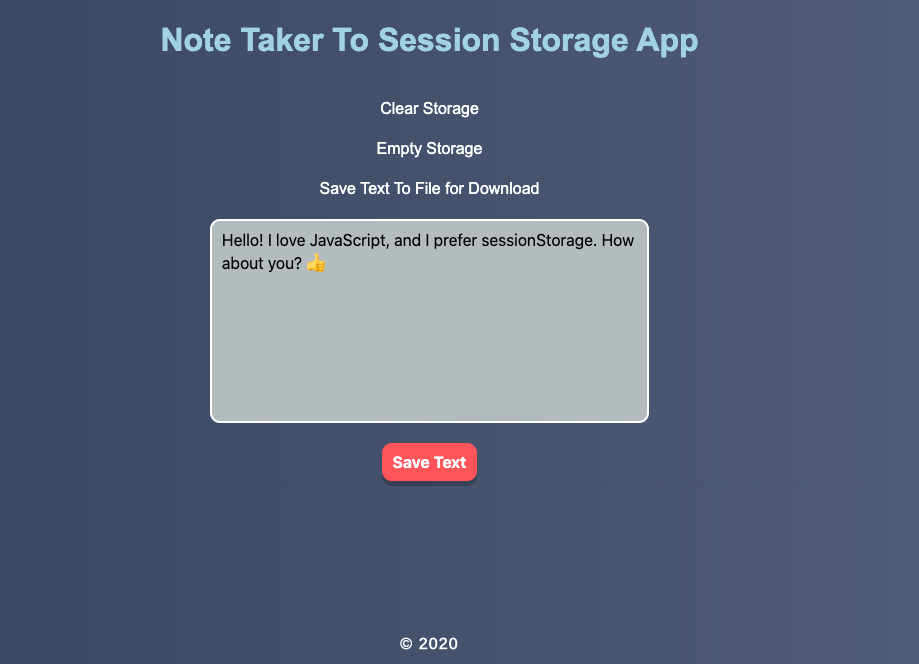 Note Taker To Session Storage App
Clear Storage
Empty Storage
Save Text To File for Download
Hello! I love JavaScript, and I prefer sessionStorage. How
about you? 👍
Save Text
© 2020